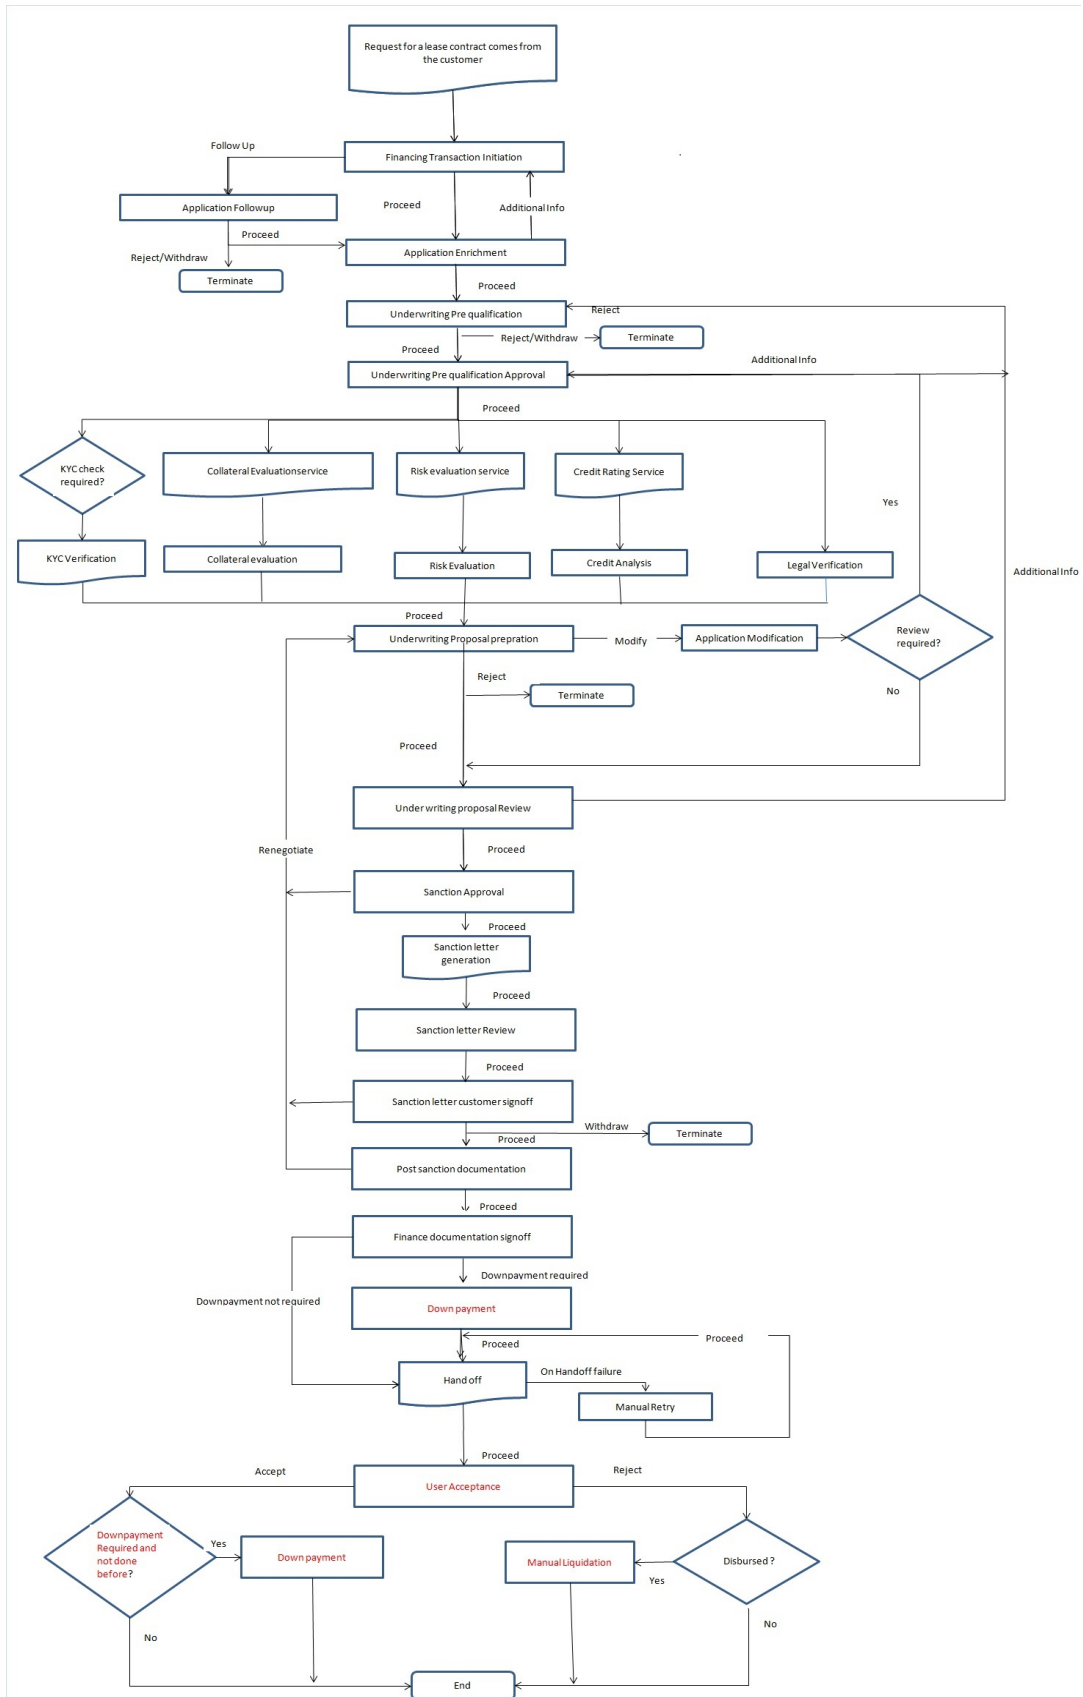 Request for a lease contract comes from
the customer
Follow Up
Financing Transaction Initiation
Application Followup
Proceed
Additional Info
Proceed
Application Enrichment
Reject/Withdraw
Terminate
Proceed
Underwriting Pre qualification
Reject
Reject/Withdraw
Terminate
Proceed
Additional Info
Underwriting Pre qualification Approval
Proceed
KYC check
required?
Collateral Evaluation service
Risk evaluation service
Credit Rating Service
Yes
KYC Verification
Collateral evaluation
Risk Evaluation
Credit Analysis
Legal Verification
Additional Info
Proceed
Underwriting Proposal prepration
Modify
Application Modification
Review
required?
Reject
Terminate
No
Proceed
Under writing proposal Review
Renegotiate
Proceed
Sanction Approval
Proceed
Sanction letter
generation
Proceed
Sanction letter Review
Proceed
Sanction letter customer signoff
Withdraw
Terminate
Proceed
Post sanction documentation
Proceed
Finance documentation signoff
Downpayment required
Downpayment not required
Down payment
Proceed
Proceed
Hand off
On Handoff failure
Manual Retry
Proceed
Accept
User Acceptance
Reject
Downpayment
Required and
not done
before?
Yes
Down payment
Manual Liquidation
Yes
Disbursed ?
No
No
End